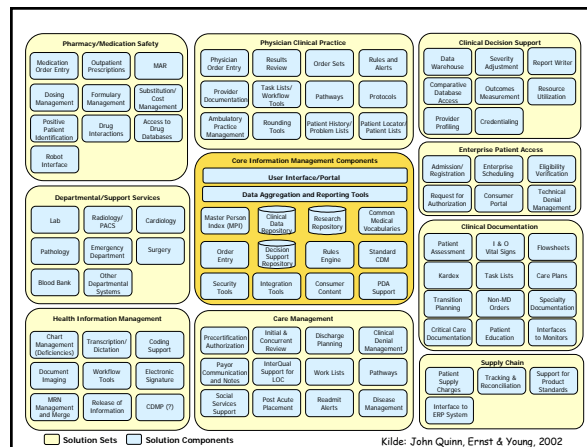 Pharmacy/Medication Safety
Medication
Order Entry
Outpatient
Prescriptions
MAR
Dosing
Management
Formulary
Management
Substitution/
Cost
Management
Positive
Patient
Identification
Drug
Interactions
Access to
Drug
Databases
Robot
Interface
Departmental/Support Services
Lab
Radiology/
PACS
Cardiology
Pathology
Emergency
Department
Surgery
Blood Bank
Other
Departmental
Systems
Health Information Management
Chart
Management
(Deficiencies)
Transcription/
Dictation
Coding
Support
Document
Imaging
Workflow
Tools
Electronic
Signature
MRN
Management
and Merge
Release of
Information
CDMP (?)
Physician Clinical Practice
Physician
Order Entry
Results
Review
Order Sets
Rules and
Alerts
Provider
Documentation
Task Lists/
Workflow
Tools
Pathways
Protocols
Ambulatory
Practice
Management
Rounding
Tools
Patient History/
Problem Lists
Patient Locator/
Patient Lists
Core Information Management Components
User Interface/Portal
Data Aggregation and Reporting Tools
Master Person
Index (MPI)
Clinical
Data
Repository
Research
Repository
Common
Medical
Vocabularies
Order
Entry
Decision
Support
Repository
Rules
Engine
Standard
CDM
Security
Tools
Integration
Tools
Consumer
Content
PDA
Support
Care Management
Precertification
Authorization
Initial &
Concurrent
Review
Discharge
Planning
Clinical
Denial
Management
Payor
Communication
and Notes
InterQual
Support for
LOC
Work Lists
Pathways
Social
Services
Support
Post Acute
Placement
Readmit
Alerts
Disease
Management
Clinical Decision Support
Data
Warehouse
Severity
Adjustment
Report Writer
Comparative
Database
Access
Outcomes
Measurement
Resource
Utilization
Provider
Profiling
Credentialing
Enterprise Patient Access
Admission/
Registration
Enterprise
Scheduling
Eligibility
Verification
Request for
Authorization
Consumer
Portal
Technical
Denial
Management
Clinical Documentation
Patient
Assessment
I & O
Vital Signs
Flowsheets
Kardex
Task Lists
Care Plans
Transition
Planning
Non-MD
Orders
Specialty
Documentation
Critical Care
Documentation
Patient
Education
Interfaces
to Monitors
Supply Chain
Patient
Supply
Charges
Tracking &
Reconciliation
Support for
Product
Standards
Interface to
ERP System
Solution Sets
Solution Components
Kilde: John Quinn, Ernst & Young, 2002